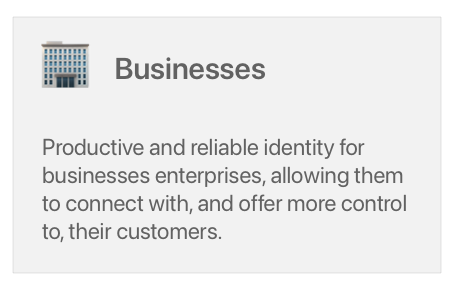 Businesses
Productive and reliable identity for
businesses enterprises, allowing them
to connect with, and offer more control
to, their customers.